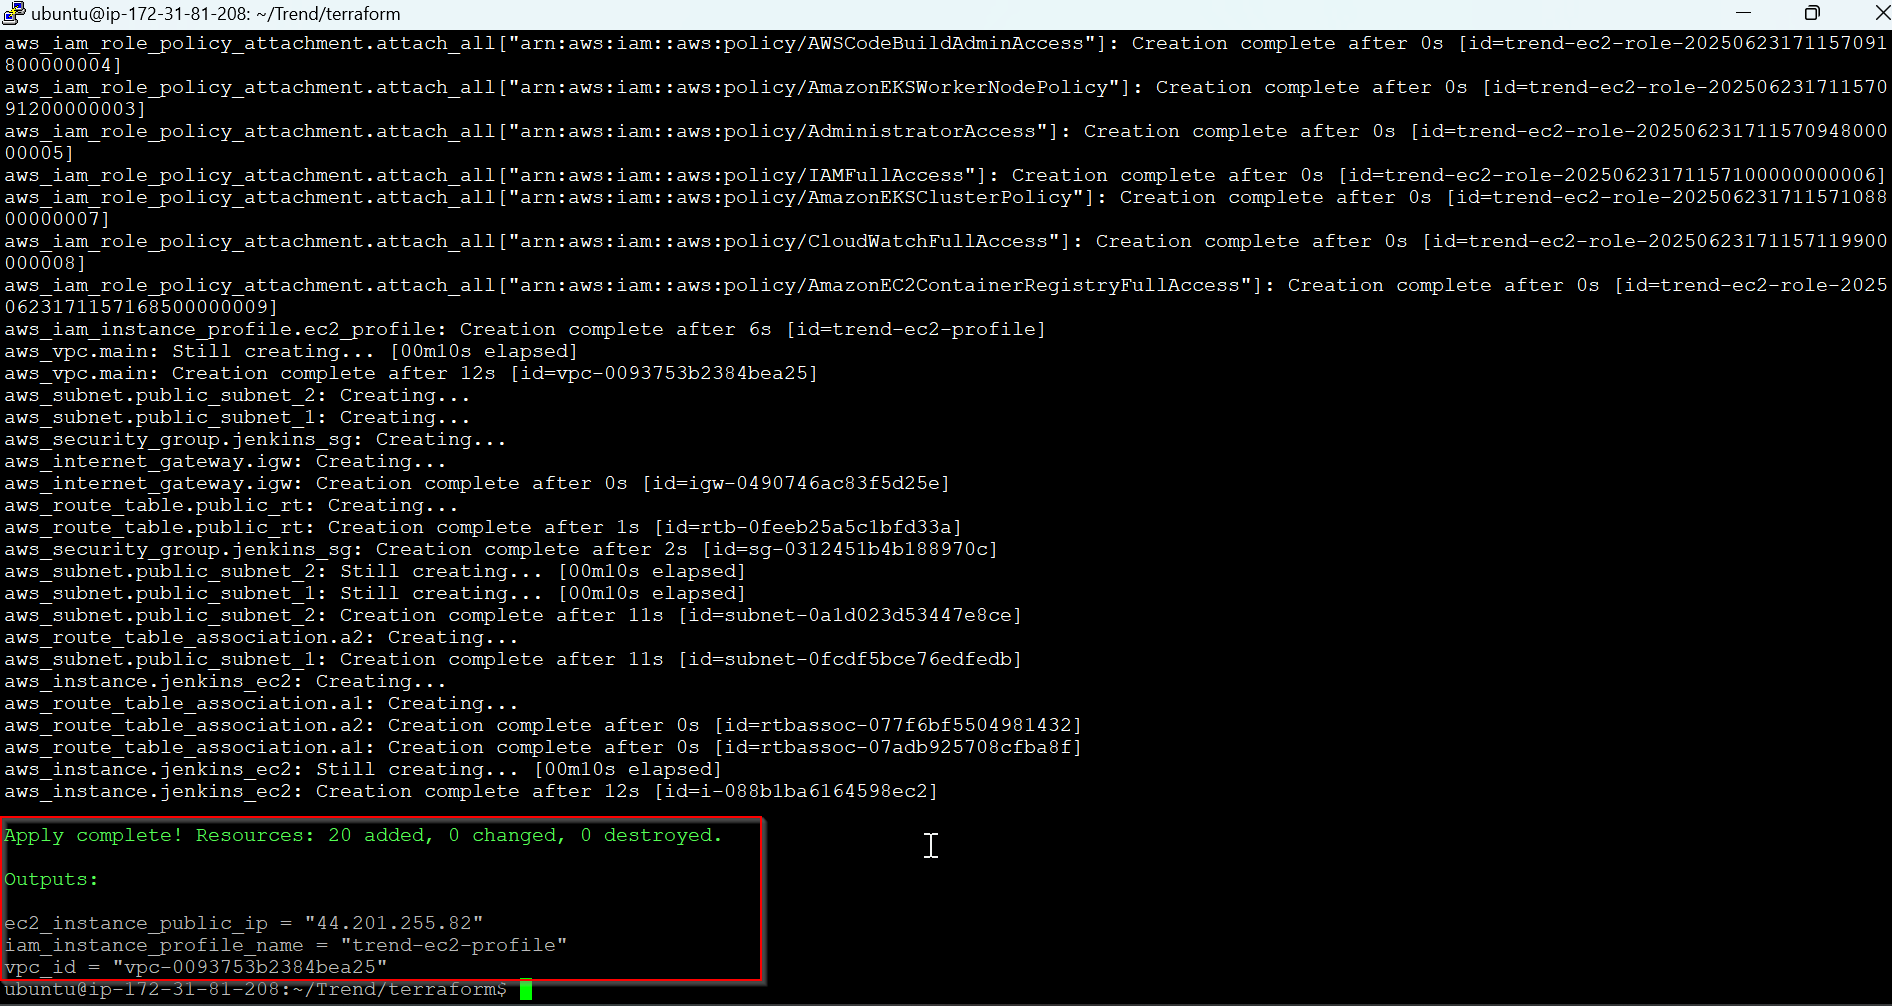 ubuntu@ip-172-31-81-208: ~/Trend/terraform
aws_iam_role_policy_attachment.attach_all["arn:aws:iam::aws:policy/AWSCodeBuildAdminAccess"]: Creation complete after 0s [id=trend-ec2-role-20250623171157091
800000004]
aws_iam_role_policy_attachment.attach_all["arn:aws:iam::aws:policy/AmazonEKSWorkerNodePolicy"]: Creation complete after 0s [id=trend-ec2-role-202506231711570
91200000003]
aws_iam_role_policy_attachment.attach_all["arn:aws:iam::aws:policy/AdministratorAccess"]: Creation complete after 0s [id=trend-ec2-role-202506231711570948000
00005]
aws_iam_role_policy_attachment.attach_all["arn:aws:iam::aws:policy/IAMFullAccess"]: Creation complete after 0s [id=trend-ec2-role-20250623171157100000000006]
aws_iam_role_policy_attachment.attach_all["arn:aws:iam::aws:policy/AmazonEKSClusterPolicy"]: Creation complete after 0s [id=trend-ec2-role-202506231711571088
00000007]
aws_iam_role_policy_attachment.attach_all["arn:aws:iam::aws:policy/CloudWatchFullAccess"]: Creation complete after 0s [id=trend-ec2-role-20250623171157119900
000008]
aws_iam_role_policy_attachment.attach_all["arn:aws:iam::aws:policy/AmazonEC2ContainerRegistryFullAccess"]: Creation complete after 0s [id=trend-ec2-role-2025
0623171157168500000009]
aws_iam_instance_profile.ec2_profile: Creation complete after 6s [id=trend-ec2-profile]
aws_vpc.main: Still creating... [00m10s elapsed]
aws_vpc.main: Creation complete after 12s [id=vpc-0093753b2384bea25]
aws_subnet.public_subnet_2: Creating...
aws_subnet.public_subnet_1: Creating...
aws_security_group.jenkins_sg: Creating...
aws_internet_gateway.igw: Creating...
aws_internet_gateway.igw: Creation complete after 0s [id=igw-0490746ac83f5d25e]
aws_route_table.public_rt: Creating...
aws_route_table.public_rt: Creation complete after 1s [id=rtb-0feeb25a5c1bfd33a]
aws_security_group.jenkins_sg: Creation complete after 2s [id=sg-0312451b4b188970c]
aws_subnet.public_subnet_2: Still creating... [00m10s elapsed]
aws_subnet.public_subnet_1: Still creating... [00m10s elapsed]
aws_subnet.public_subnet_2: Creation complete after 11s [id=subnet-0a1d023d53447e8ce]
aws_route_table_association.a2: Creating...
aws_subnet.public_subnet_1: Creation complete after 11s [id=subnet-0fcdf5bce76edfedb]
aws_instance.jenkins_ec2: Creating...
aws_route_table_association.a1: Creating...
aws_route_table_association.a2: Creation complete after 0s [id=rtbassoc-077f6bf5504981432]
aws_route_table_association.a1: Creation complete after 0s [id=rtbassoc-07adb925708cfba8f]
aws_instance.jenkins_ec2: Still creating... [00m10s elapsed]
aws_instance.jenkins_ec2: Creation complete after 12s [id=i-088b1ba6164598ec2]
Apply complete! Resources: 20 added, 0 changed, 0 destroyed.
Outputs:
ec2_instance_public_ip = "44.201.255.82"
iam_instance_profile_name = "trend-ec2-profile"
vpc_id = "vpc-0093753b2384bea25"
ubuntu@ip-172-31-81-208:~/Trend/terraform$